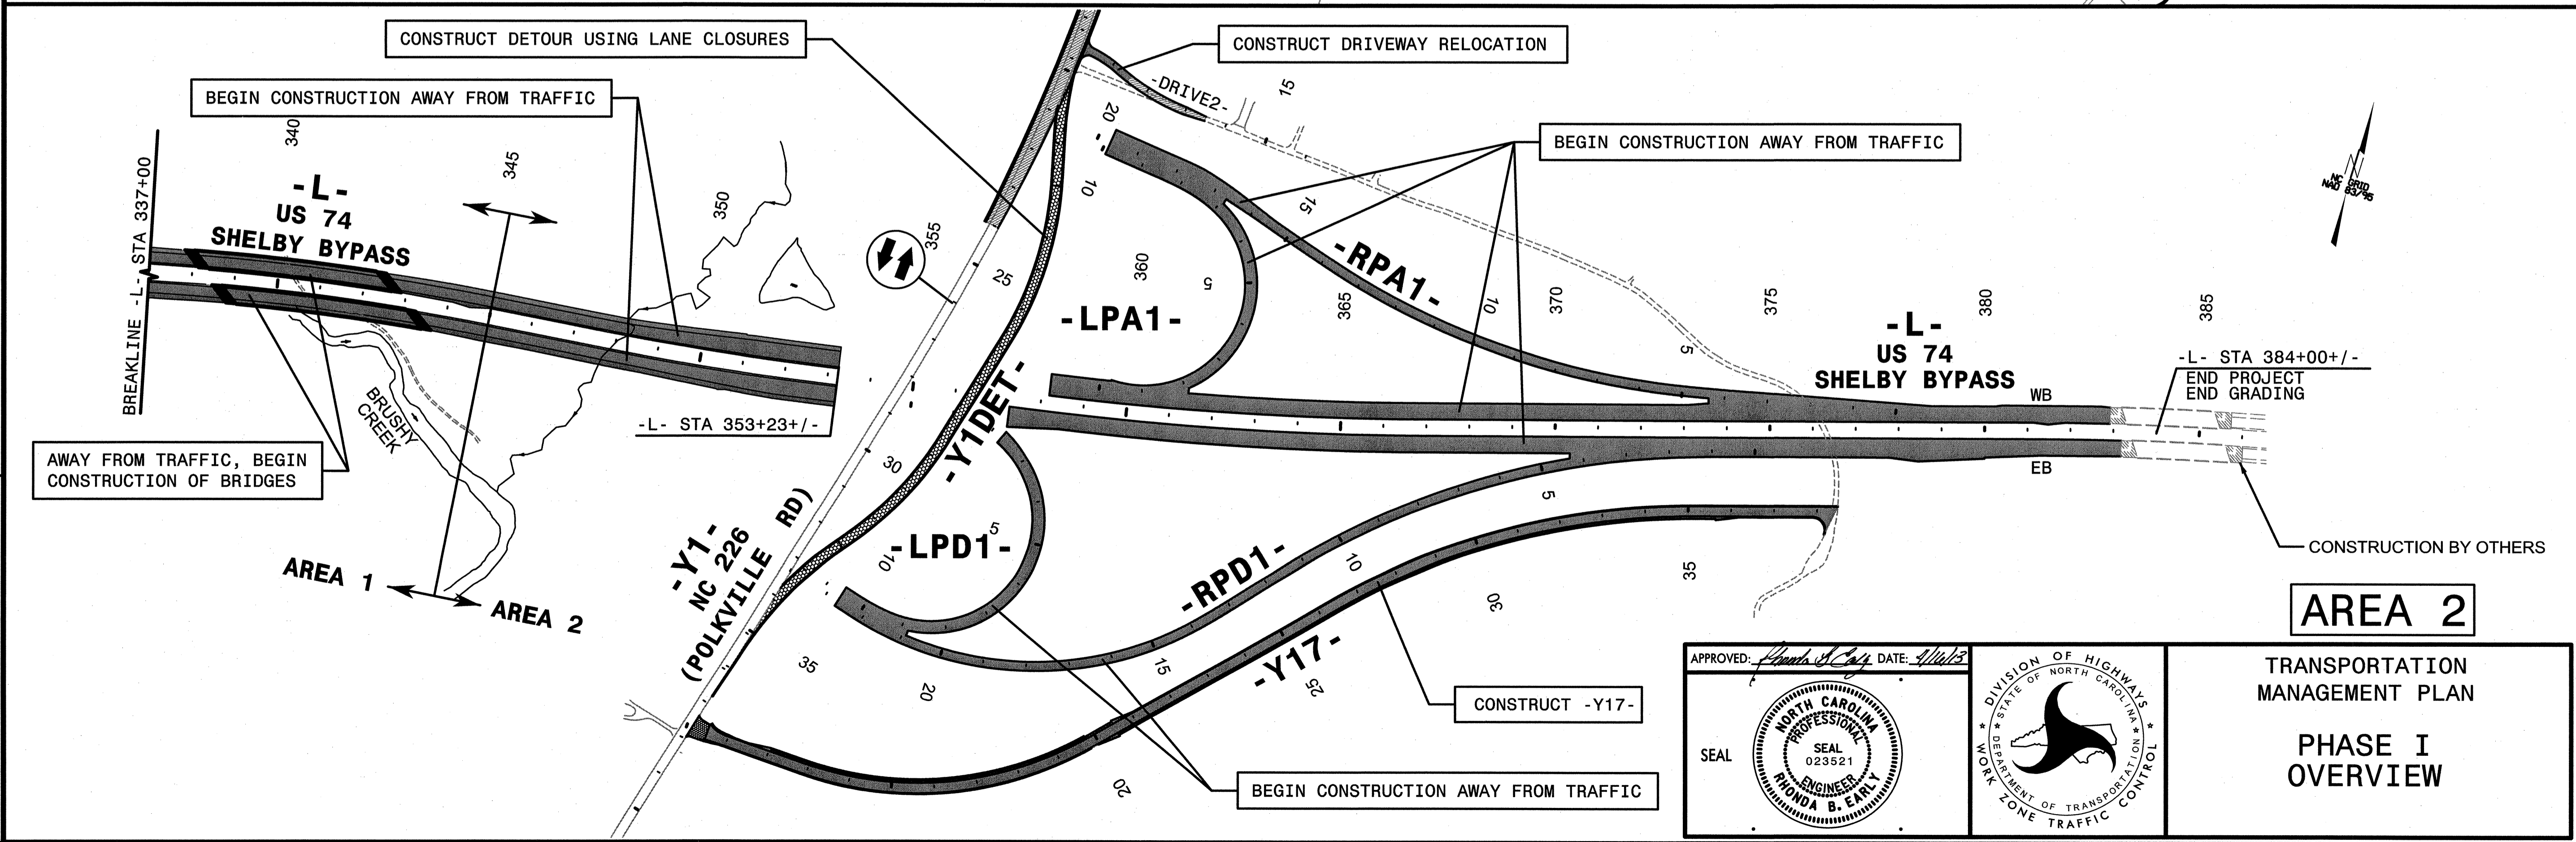 CONSTRUCT DETOUR USING LANE CLOSURES
CONSTRUCT DRIVEWAY RELOCATION
BEGIN CONSTRUCTION AWAY FROM TRAFFIC
-DRIVE2-
15
20
BEGIN CONSTRUCTION AWAY FROM TRAFFIC
NC GRID
NAD 83/95
340
345
350
355
BREAKLINE -L- STA 337+00
-L-
US 74
SHELBY BYPASS
10
15
25
360
5
365
10
370
375
380
385
-RPA1-
-LPA1-
5
-L-
US 74
SHELBY BYPASS
-L- STA 384+00+/-
END PROJECT
END GRADING
WB
EB
BRUSHY
CREEK
-L- STA 353+23+/-
-Y1DET-
30
AWAY FROM TRAFFIC, BEGIN
CONSTRUCTION OF BRIDGES
5
-LPD1-
10
-Y1-
NC 226
(POLKVILLE RD)
AREA 1
AREA 2
-RPD1-
5
10
15
35
30
25
20
35
20
-Y17-
CONSTRUCTION BY OTHERS
CONSTRUCT -Y17-
BEGIN CONSTRUCTION AWAY FROM TRAFFIC
AREA 2
APPROVED: DATE:
SEAL
NORTH CAROLINA
PROFESSIONAL
SEAL
023521
ENGINEER
RHONDA B. EARLY
DIVISION OF HIGHWAYS
STATE OF NORTH CAROLINA
DEPARTMENT OF TRANSPORTATION
WORK ZONE TRAFFIC CONTROL
TRANSPORTATION
MANAGEMENT PLAN
PHASE I
OVERVIEW